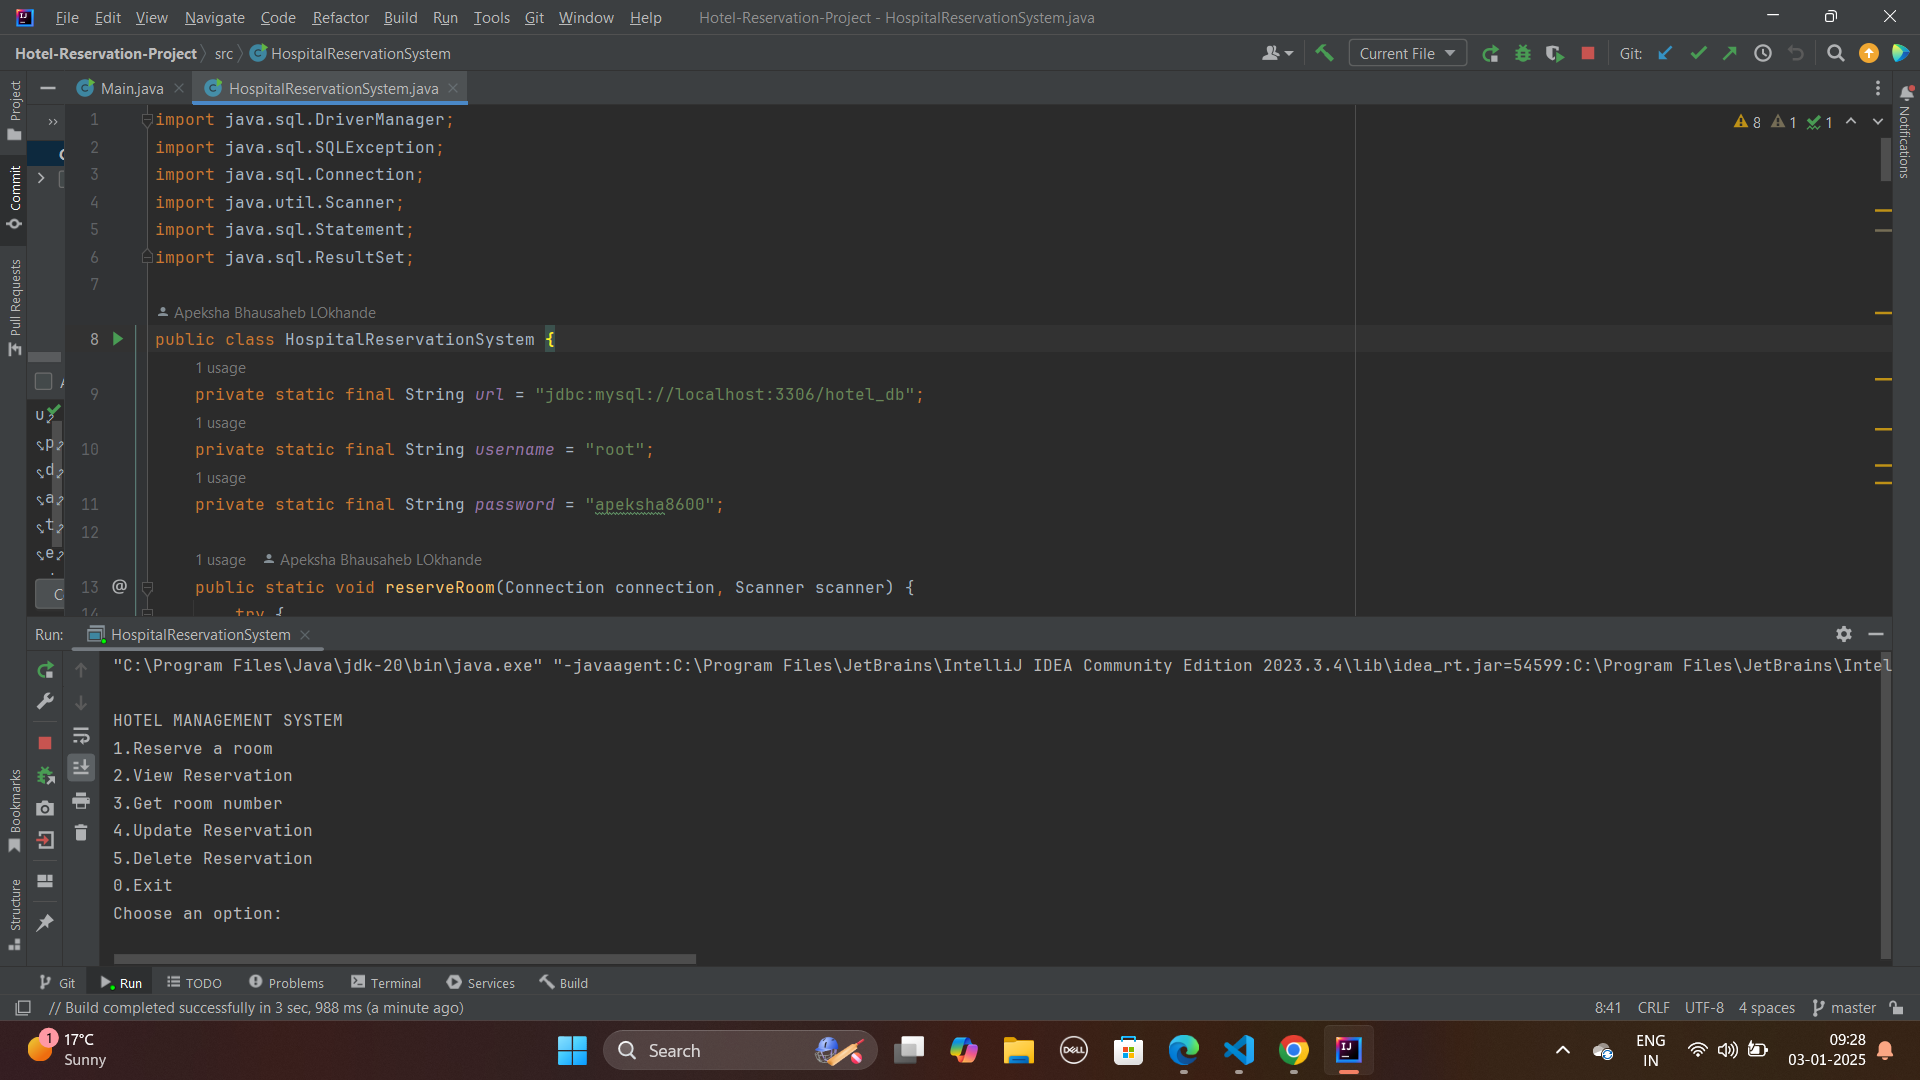 File Edit View Navigate Code Refactor Build Run Tools Git Window Help Hotel-Reservation-Project - HospitalReservationSystem.java
Hotel-Reservation-Project src HospitalReservationSystem Current File Git:
Main.java HospitalReservationSystem.java
Project
Commit
Pull Requests
Bookmarks
Structure
Notifications
8 1 1
1 import java.sql.DriverManager;
2 import java.sql.SQLException;
3 import java.sql.Connection;
4 import java.util.Scanner;
5 import java.sql.Statement;
6 import java.sql.ResultSet;
7
Apeksha Bhausaheb LOkhande
8 public class HospitalReservationSystem {
1 usage
9 private static final String url = "jdbc:mysql://localhost:3306/hotel_db";
1 usage
10 private static final String username = "root";
1 usage
11 private static final String password = "apeksha8600";
12
1 usage Apeksha Bhausaheb LOkhande
13 @ public static void reserveRoom(Connection connection, Scanner scanner) {
14 try {
Run: HospitalReservationSystem
"C:\Program Files\Java\jdk-20\bin\java.exe" "-javaagent:C:\Program Files\JetBrains\IntelliJ IDEA Community Edition 2023.3.4\lib\idea_rt.jar=54599:C:\Program Files\JetBrains\Intel
HOTEL MANAGEMENT SYSTEM
1.Reserve a room
2.View Reservation
3.Get room number
4.Update Reservation
5.Delete Reservation
0.Exit
Choose an option:
Git Run TODO Problems Terminal Services Build
// Build completed successfully in 3 sec, 988 ms (a minute ago) 8:41 CRLF UTF-8 4 spaces master
1 17°C
Sunny
Search
DELL
IJ
ENG
IN
09:28
03-01-2025